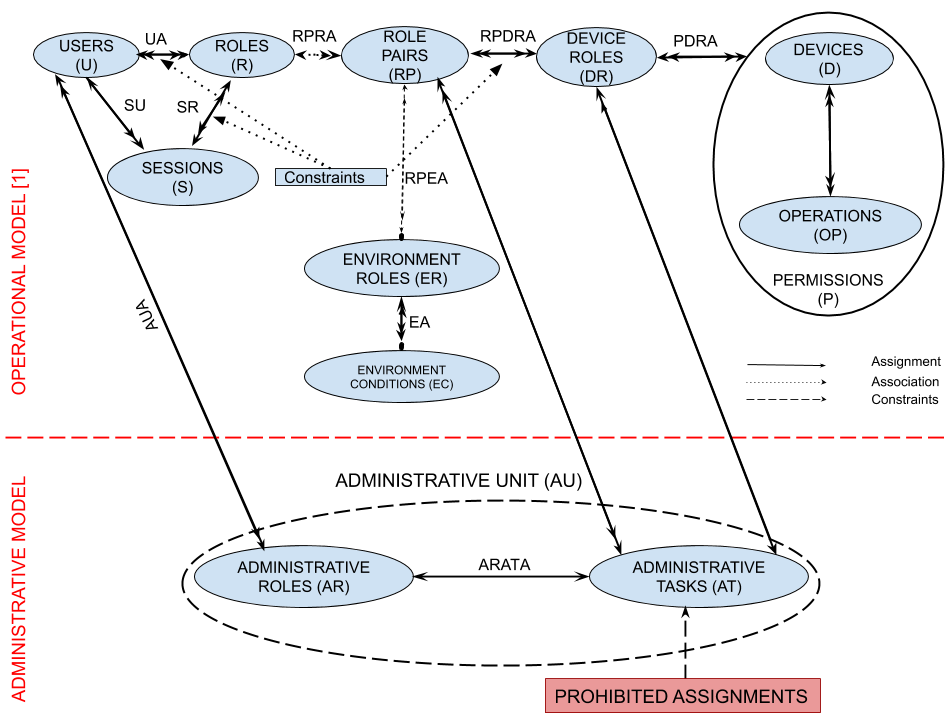 USERS
(U)
UA
ROLES
(R)
RPRA
ROLE
PAIRS
(RP)
RPDRA
DEVICE
ROLES
(DR)
PDRA
DEVICES
(D)
SU
SR
SESSIONS
(S)
Constraints
RPEA
OPERATIONS
(OP)
PERMISSIONS
(P)
ENVIRONMENT
ROLES (ER)
EA
ENVIRONMENT
CONDITIONS (EC)
AUA
OPERATIONAL MODEL [1]
Assignment
Association
Constraints
ADMINISTRATIVE MODEL
ADMINISTRATIVE UNIT (AU)
ADMINISTRATIVE
ROLES (AR)
ARATA
ADMINISTRATIVE
TASKS (AT)
PROHIBITED ASSIGNMENTS